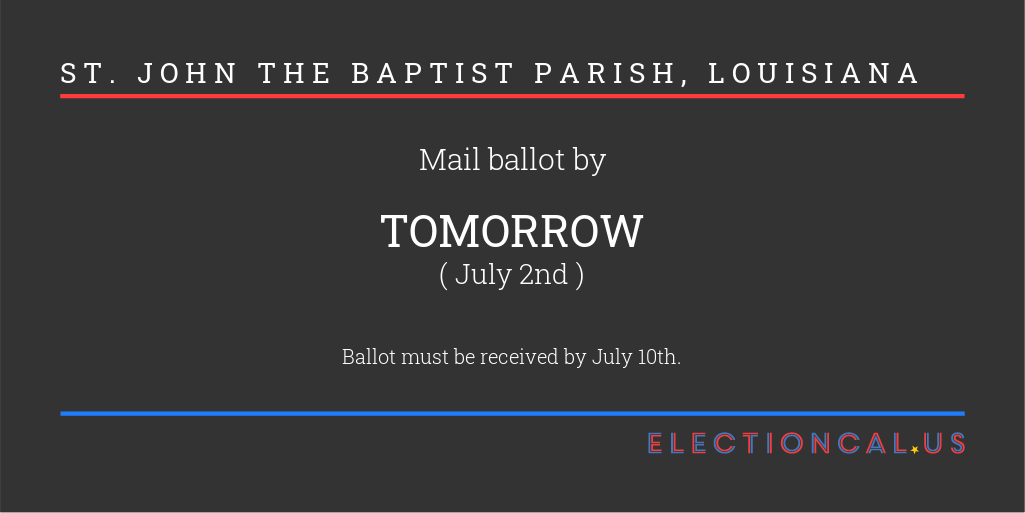 ST. JOHN THE BAPTIST PARISH, LOUISIANA
Mail ballot by
TOMORROW
( July 2nd )
Ballot must be received by July 10th.
ELECTIONCAL.US